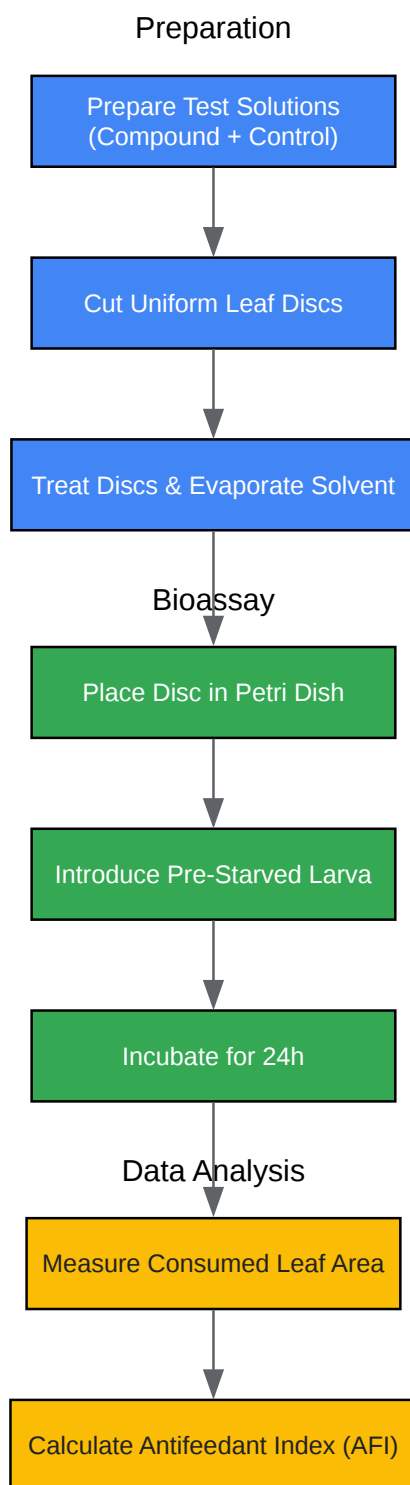 Preparation
Prepare Test Solutions
(Compound + Control)
Cut Uniform Leaf Discs
Treat Discs & Evaporate Solvent
Bioassay
Place Disc in Petri Dish
Introduce Pre-Starved Larva
Incubate for 24h
Data Analysis
Measure Consumed Leaf Area
Calculate Antifeedant Index (AFI)